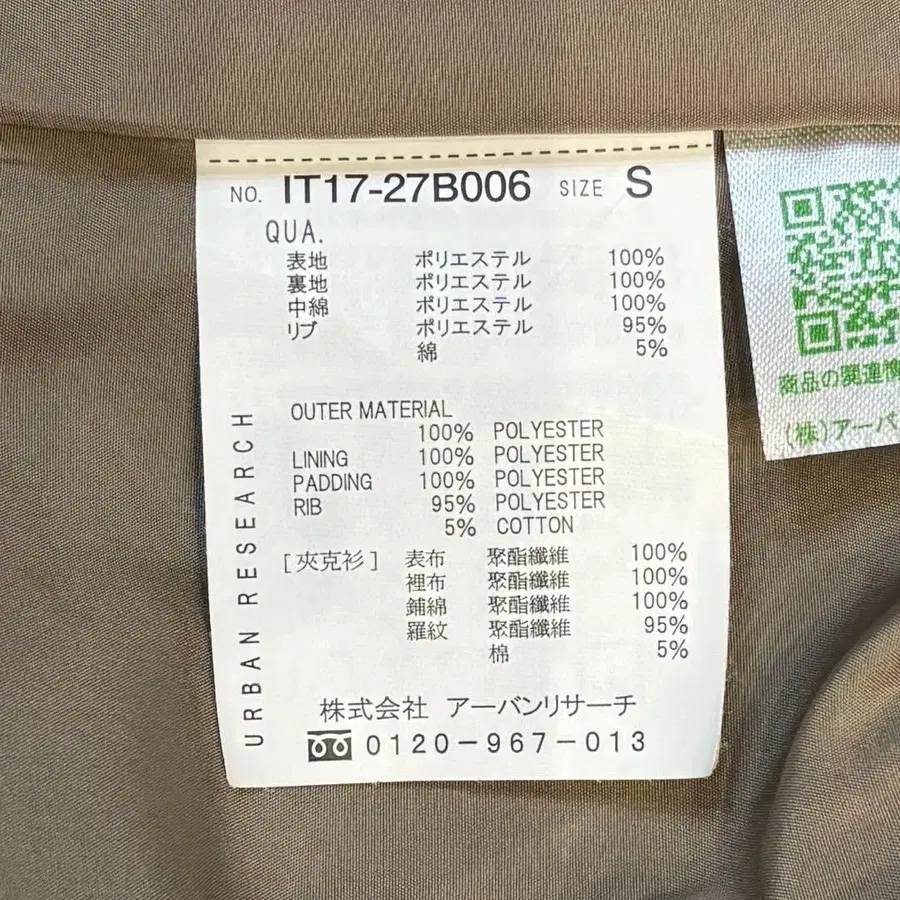 NO. IT17-27B006 SIZE S
QUA.
表地 ポリエステル 100%
裏地 ポリエステル 100%
中綿 ポリエステル 100%
リブ ポリエステル 95%
綿 5%
OUTER MATERIAL
100% POLYESTER
LINING 100% POLYESTER
PADDING 100% POLYESTER
RIB 95% POLYESTER
5% COTTON
[夾克衫] 表布 聚酯纖維 100%
裡布 聚酯纖維 100%
鋪綿 聚酯纖維 100%
羅紋 聚酯纖維 95%
棉 5%
URBAN RESEARCH
株式会社 アーバンリサーチ
0120-967-013
商品の関連
(株)アーバ